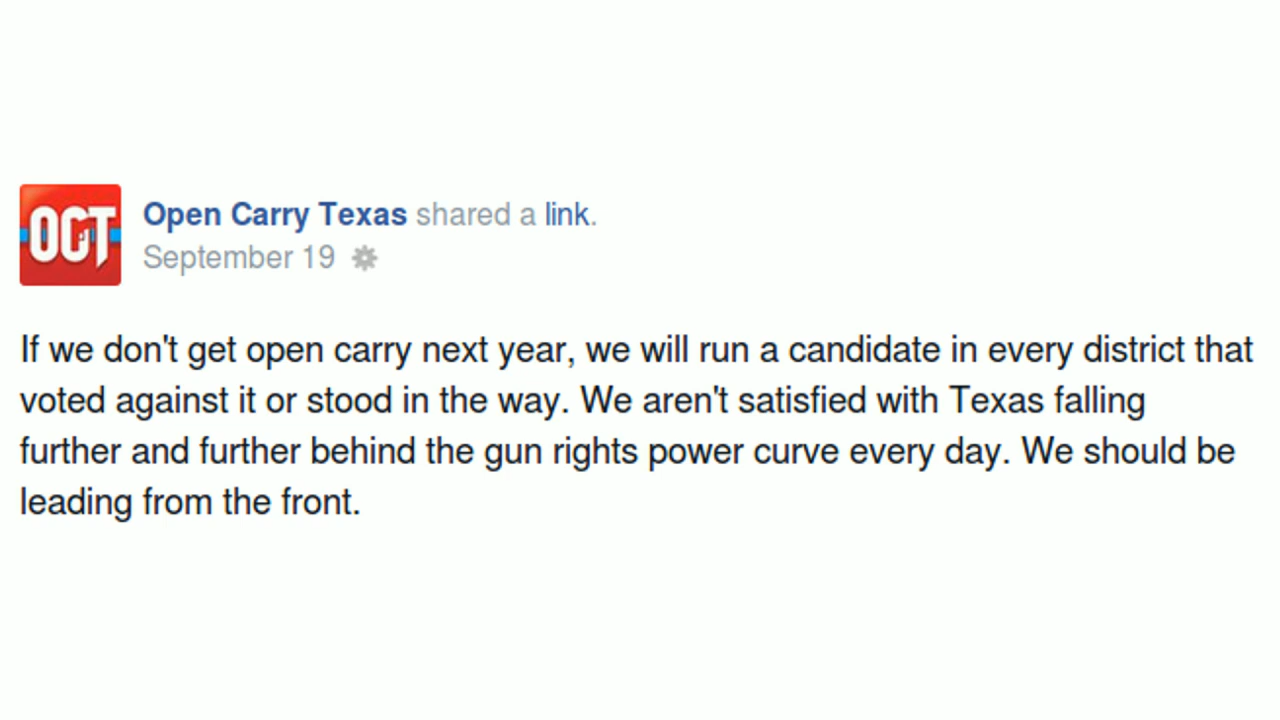 OCT
Open Carry Texas shared a link.
September 19
If we don't get open carry next year, we will run a candidate in every district that
voted against it or stood in the way. We aren't satisfied with Texas falling
further and further behind the gun rights power curve every day. We should be
leading from the front.